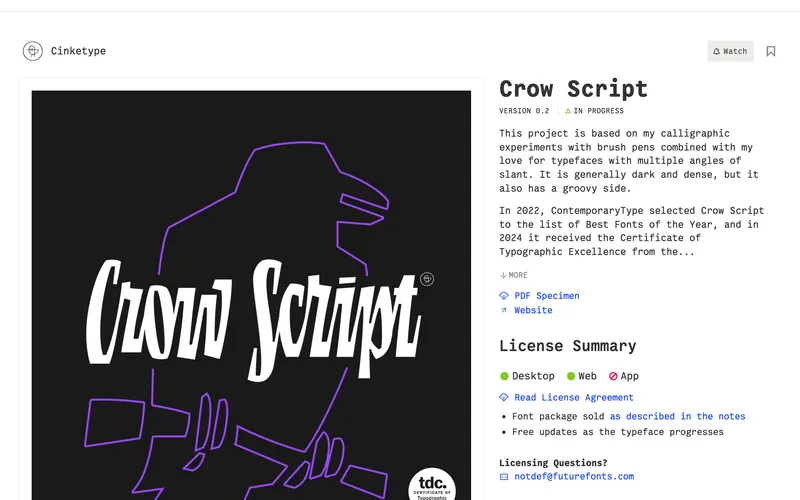 Cinketype
Watch
Crow Script
VERSION 0.2
IN PROGRESS
This project is based on my calligraphic
experiments with brush pens combined with my
love for typefaces with multiple angles of
slant. It is generally dark and dense, but it
also has a groovy side.
In 2022, ContemporaryType selected Crow Script
to the list of Best Fonts of the Year, and in
2024 it received the Certificate of
Typographic Excellence from the...
MORE
PDF Specimen
Website
License Summary
Desktop Web App
Read License Agreement
Font package sold as described in the notes
Free updates as the typeface progresses
Licensing Questions?
notdef@futurefonts.com
Crow Script
tdc.
CERTIFICATE OF
Typographic